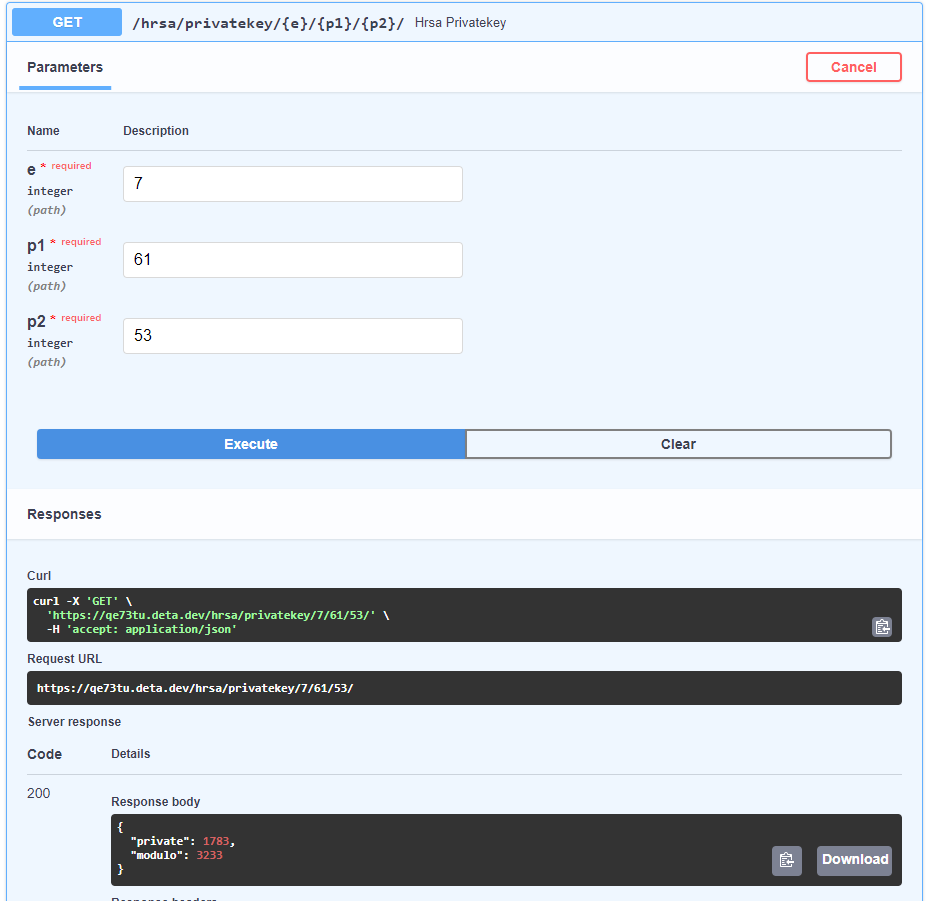 GET /hrsa/privatekey/{e}/{p1}/{p2}/ Hrsa Privatekey
Parameters Cancel
Name Description
e * required
integer
(path)
7
p1 * required
integer
(path)
61
p2 * required
integer
(path)
53
Execute Clear
Responses
Curl
curl -X 'GET' \
'https://qe73tu.deta.dev/hrsa/privatekey/7/61/53/' \
-H 'accept: application/json'
Request URL
https://qe73tu.deta.dev/hrsa/privatekey/7/61/53/
Server response
Code Details
200
Response body
{
"private": 1783,
"modulo": 3233
}
Download